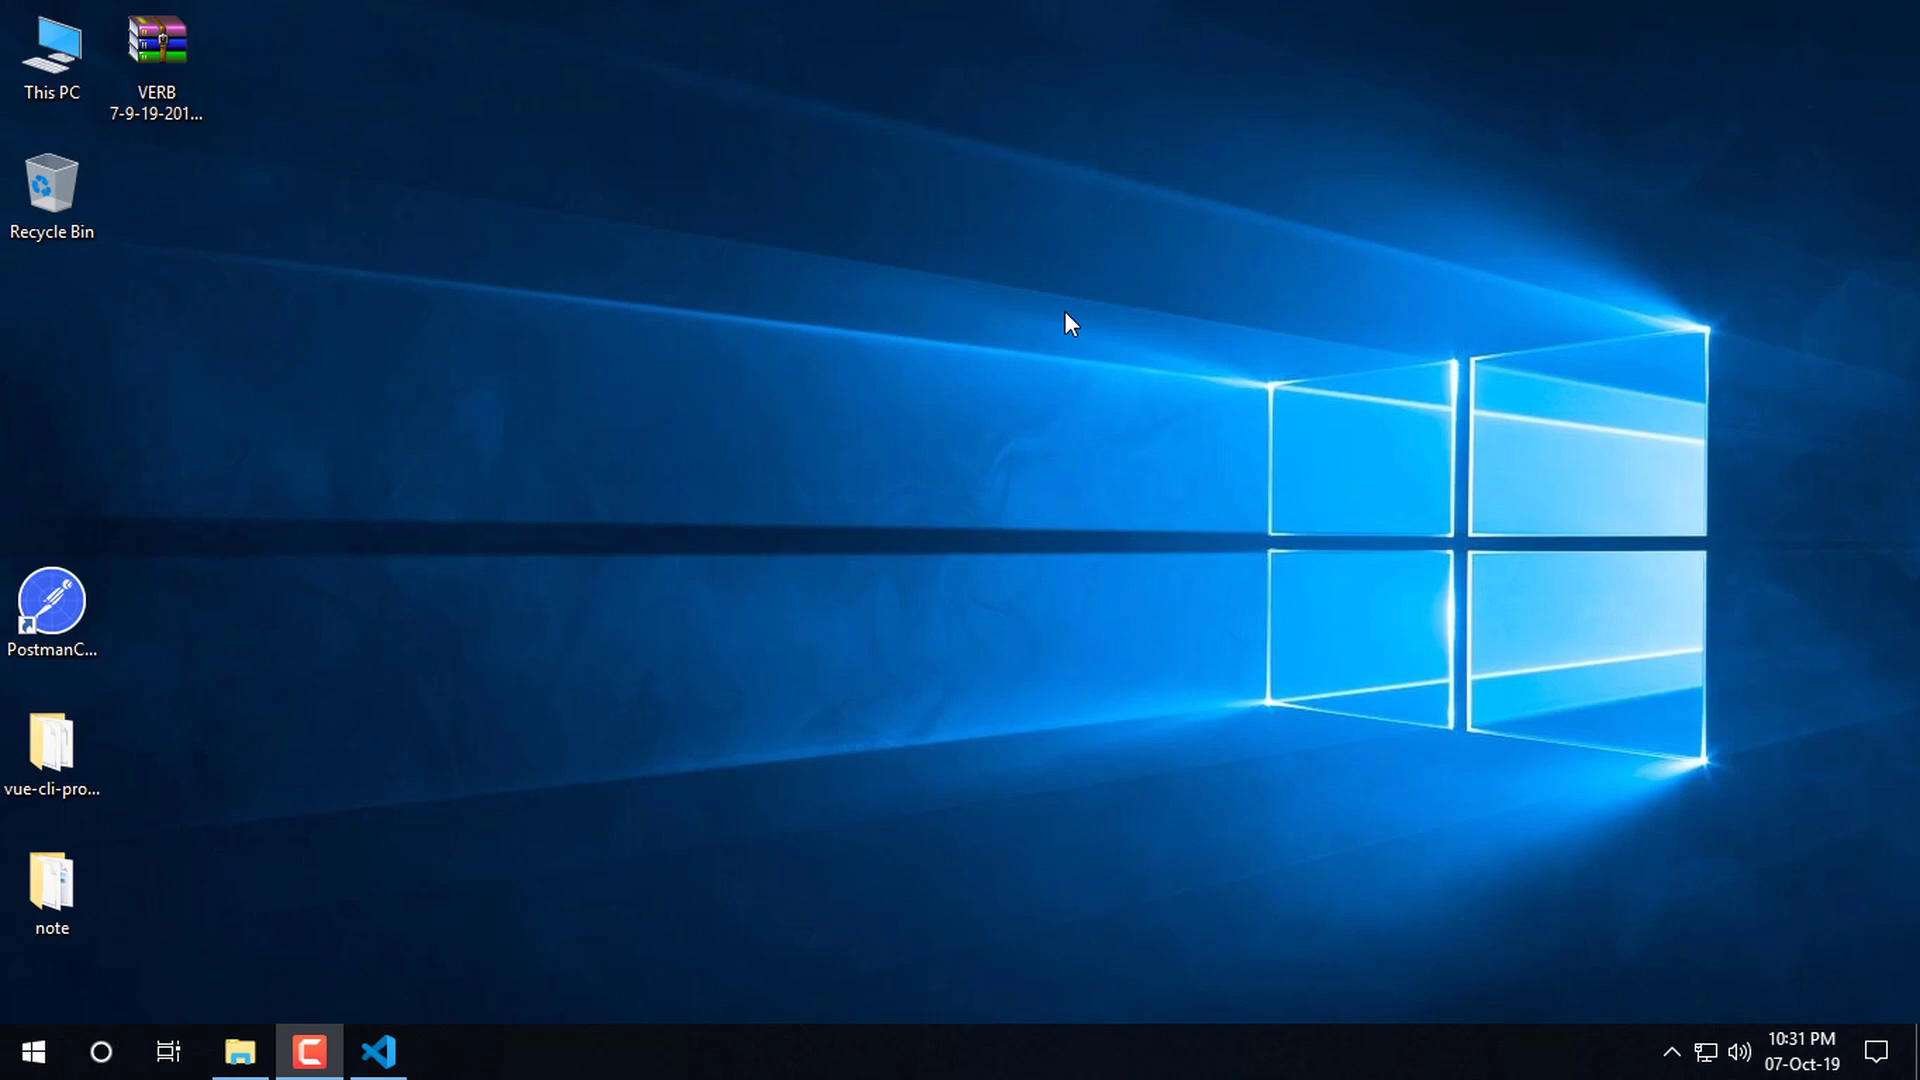 This PC
VERB
7-9-19-201...
Recycle Bin
PostmanC...
vue-cli-pro...
note
10:31 PM
07-Oct-19